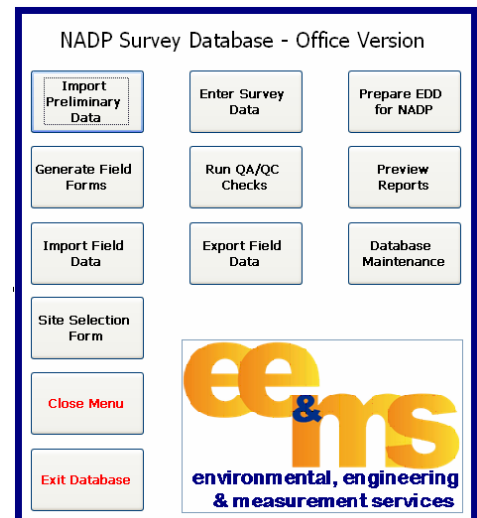 NADP Survey Database - Office Version
Import
Preliminary
Data
Enter Survey
Data
Prepare EDD
for NADP
Generate Field
Forms
Run QA/QC
Checks
Preview
Reports
Import Field
Data
Export Field
Data
Database
Maintenance
Site Selection
Form
Close Menu
Exit Database
ee
&
ms
environmental, engineering
& measurement services